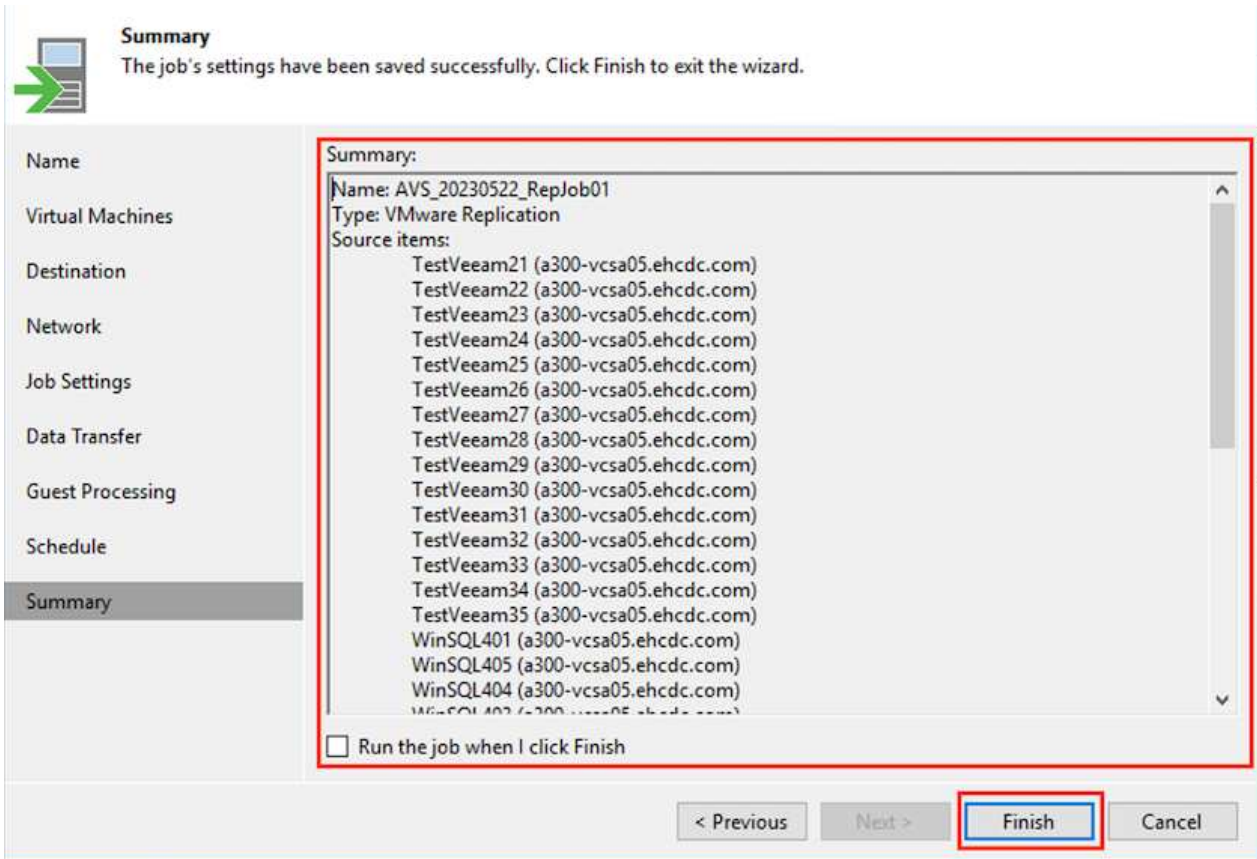 Summary
The job's settings have been saved successfully. Click Finish to exit the wizard.
Name
Virtual Machines
Destination
Network
Job Settings
Data Transfer
Guest Processing
Schedule
Summary
Summary:
Name: AVS_20230522_RepJob01
Type: VMware Replication
Source items:
TestVeeam21 (a300-vcsa05.ehcdc.com)
TestVeeam22 (a300-vcsa05.ehcdc.com)
TestVeeam23 (a300-vcsa05.ehcdc.com)
TestVeeam24 (a300-vcsa05.ehcdc.com)
TestVeeam25 (a300-vcsa05.ehcdc.com)
TestVeeam26 (a300-vcsa05.ehcdc.com)
TestVeeam27 (a300-vcsa05.ehcdc.com)
TestVeeam28 (a300-vcsa05.ehcdc.com)
TestVeeam29 (a300-vcsa05.ehcdc.com)
TestVeeam30 (a300-vcsa05.ehcdc.com)
TestVeeam31 (a300-vcsa05.ehcdc.com)
TestVeeam32 (a300-vcsa05.ehcdc.com)
TestVeeam33 (a300-vcsa05.ehcdc.com)
TestVeeam34 (a300-vcsa05.ehcdc.com)
TestVeeam35 (a300-vcsa05.ehcdc.com)
WinSQL401 (a300-vcsa05.ehcdc.com)
WinSQL405 (a300-vcsa05.ehcdc.com)
WinSQL404 (a300-vcsa05.ehcdc.com)
Run the job when I click Finish
< Previous
Next >
Finish
Cancel